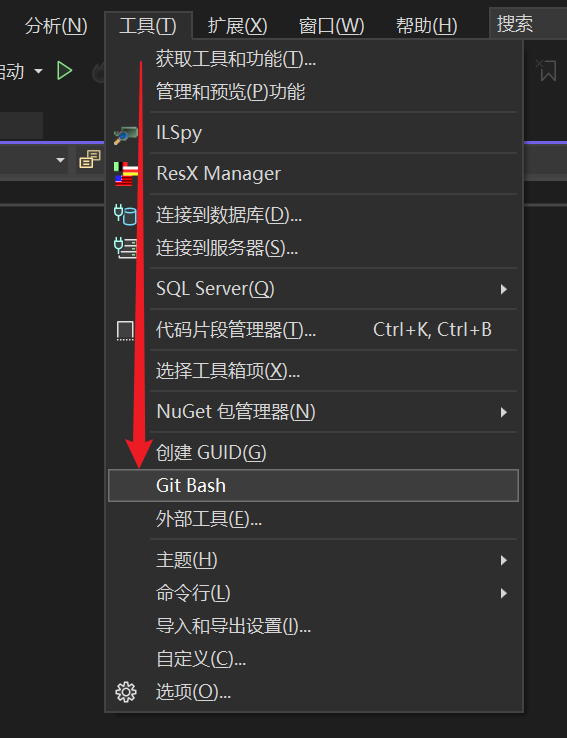 分析(N) 工具(T) 扩展(X) 窗口(W) 帮助(H) 搜索
启动
获取工具和功能(T)...
管理和预览(P)功能
ILSpy
ResX Manager
连接到数据库(D)...
连接到服务器(S)...
SQL Server(Q)
代码片段管理器(T)... Ctrl+K, Ctrl+B
选择工具箱项(X)...
NuGet 包管理器(N)
创建 GUID(G)
Git Bash
外部工具(E)...
主题(H)
命令行(L)
导入和导出设置(I)...
自定义(C)...
选项(O)...